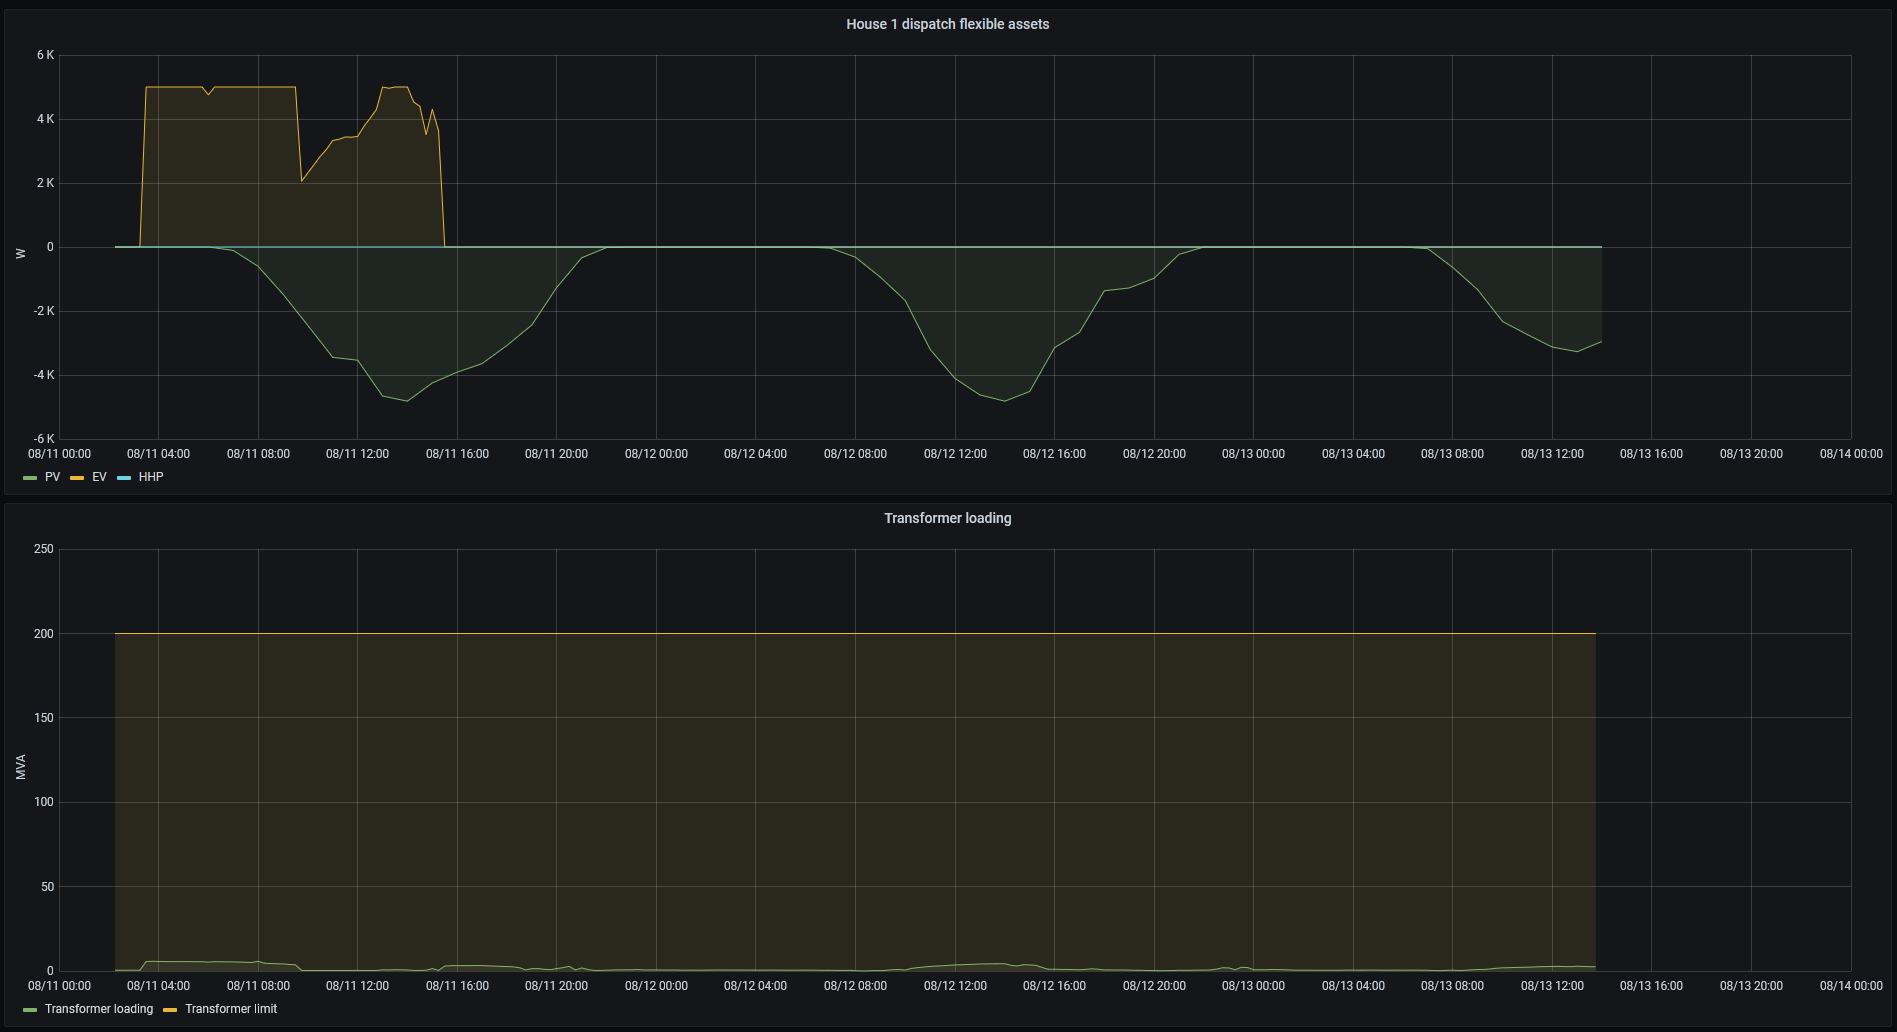 House 1 dispatch flexible assets
6 K
4 K
2 K
0
-2 K
-4 K
-6 K
W
08/11 00:00 08/11 04:00 08/11 08:00 08/11 12:00 08/11 16:00 08/11 20:00 08/12 00:00 08/12 04:00 08/12 08:00 08/12 12:00 08/12 16:00 08/12 20:00 08/13 00:00 08/13 04:00 08/13 08:00 08/13 12:00 08/13 16:00 08/13 20:00 08/14 00:00
PV EV HHP
Transformer loading
250
200
150
100
50
0
MVA
08/11 00:00 08/11 04:00 08/11 08:00 08/11 12:00 08/11 16:00 08/11 20:00 08/12 00:00 08/12 04:00 08/12 08:00 08/12 12:00 08/12 16:00 08/12 20:00 08/13 00:00 08/13 04:00 08/13 08:00 08/13 12:00 08/13 16:00 08/13 20:00 08/14 00:00
Transformer loading Transformer limit